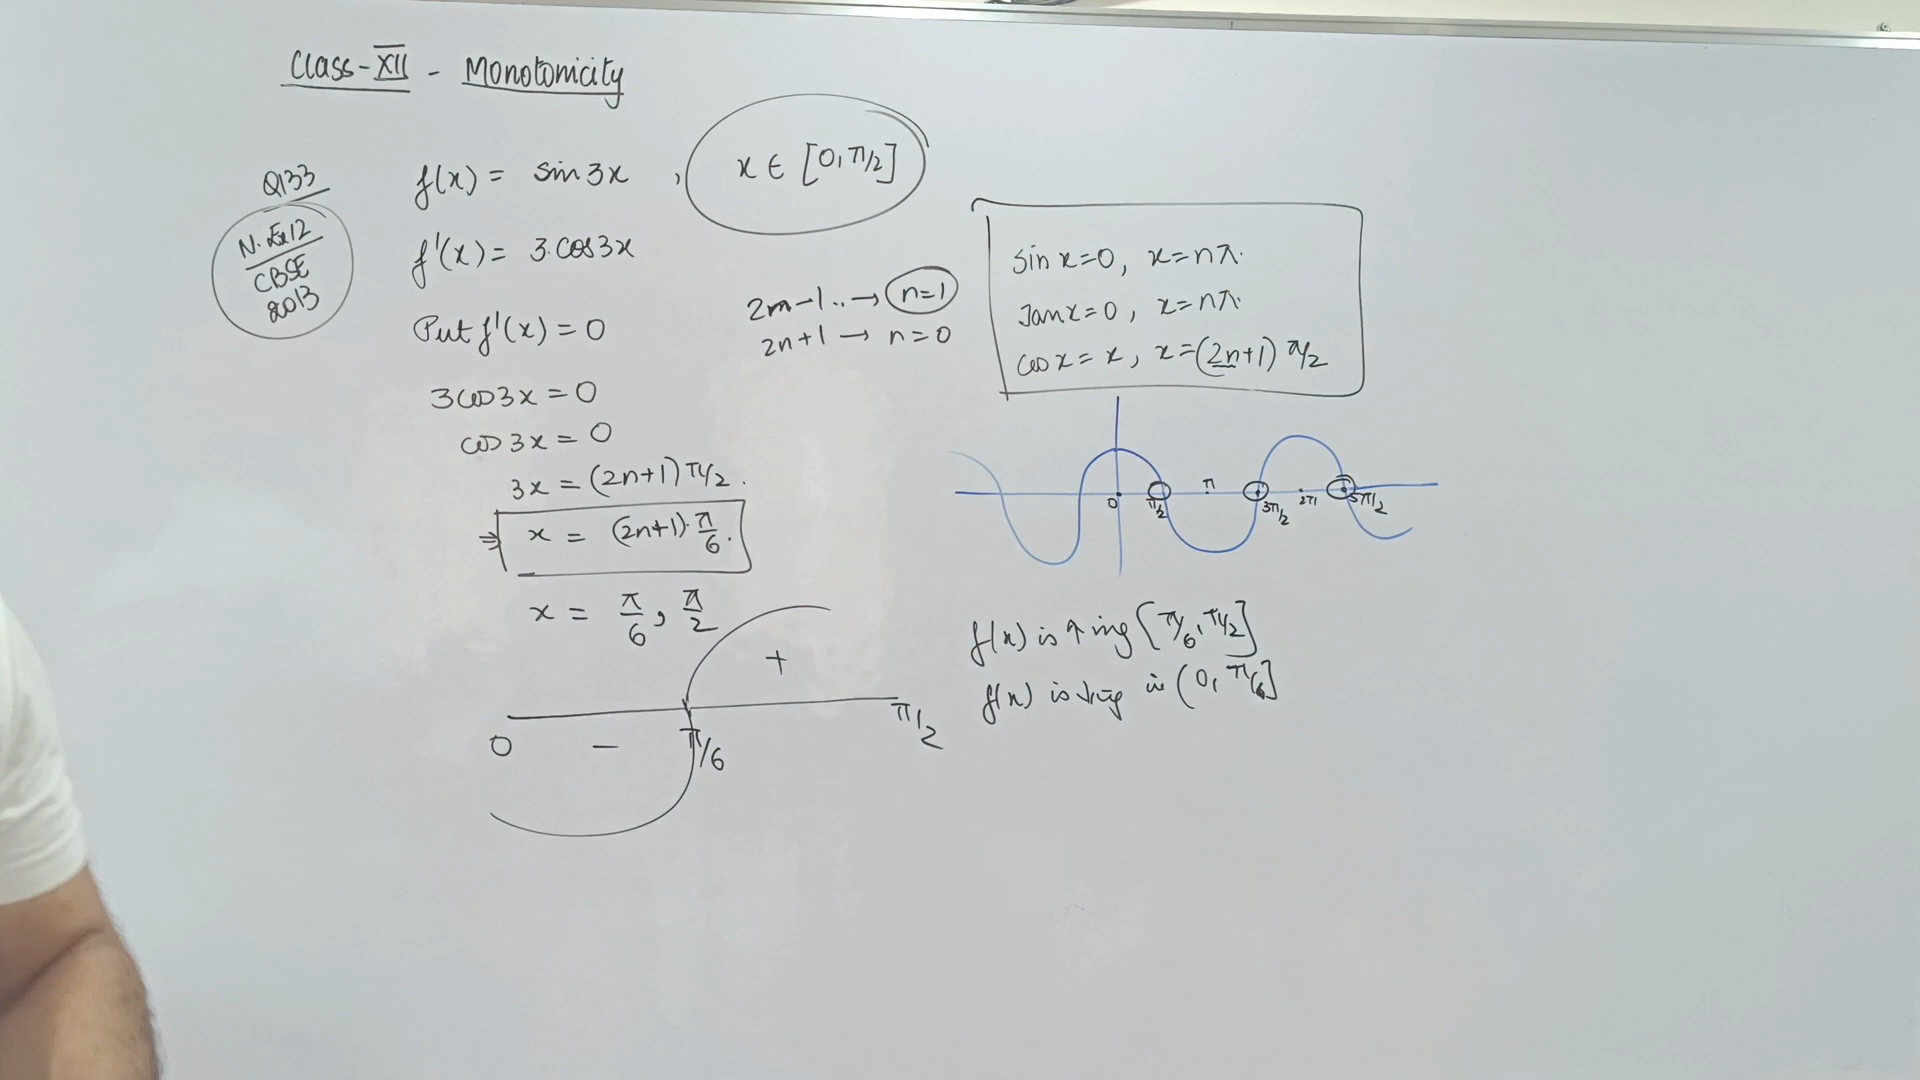 Class-XII - Monotonicity
Q133
N. Ex12
CBSE
2013
f(x) = sin 3x , x ∈ [0, π/2]
f'(x) = 3.cos3x
Put f'(x) = 0
3cos3x = 0
cos 3x = 0
3x = (2n+1) π/2 .
⇒ x = (2n+1)· π/6 .
x = π/6 , π/2
2n-1 .. → n=1
2n+1 → n=0
sin x=0, x=nπ.
Tanx=0, x=nπ.
cos x = x, x=(2n+1) π/2
0 π/2 π 3π/2 2π 5π/2
+
0 − π/6 π/2
f(x) is ↑ing [π/6, π/2]
f(x) is ↓ing in (0, π/6]